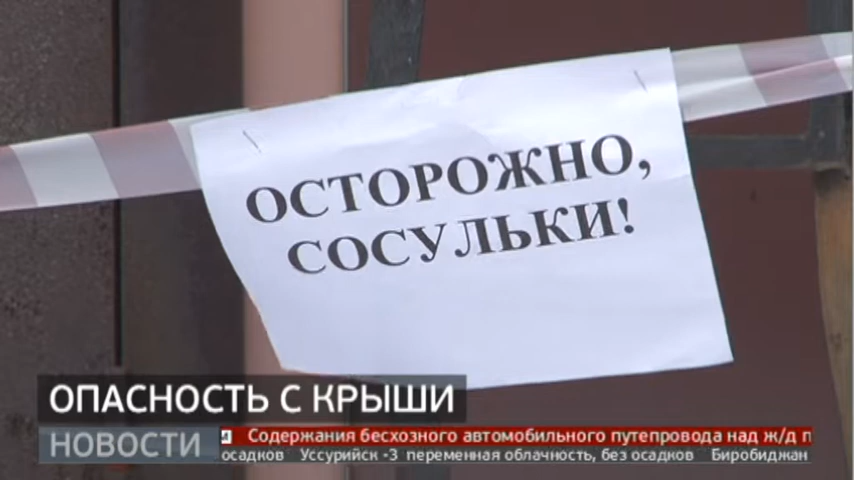 ОСТОРОЖНО,
СОСУЛЬКИ!
ОПАСНОСТЬ С КРЫШИ
НОВОСТИ
Содержания бесхозного автомобильного путепровода над ж/д п
осадков Уссурийск -3 переменная облачность, без осадков Биробиджан